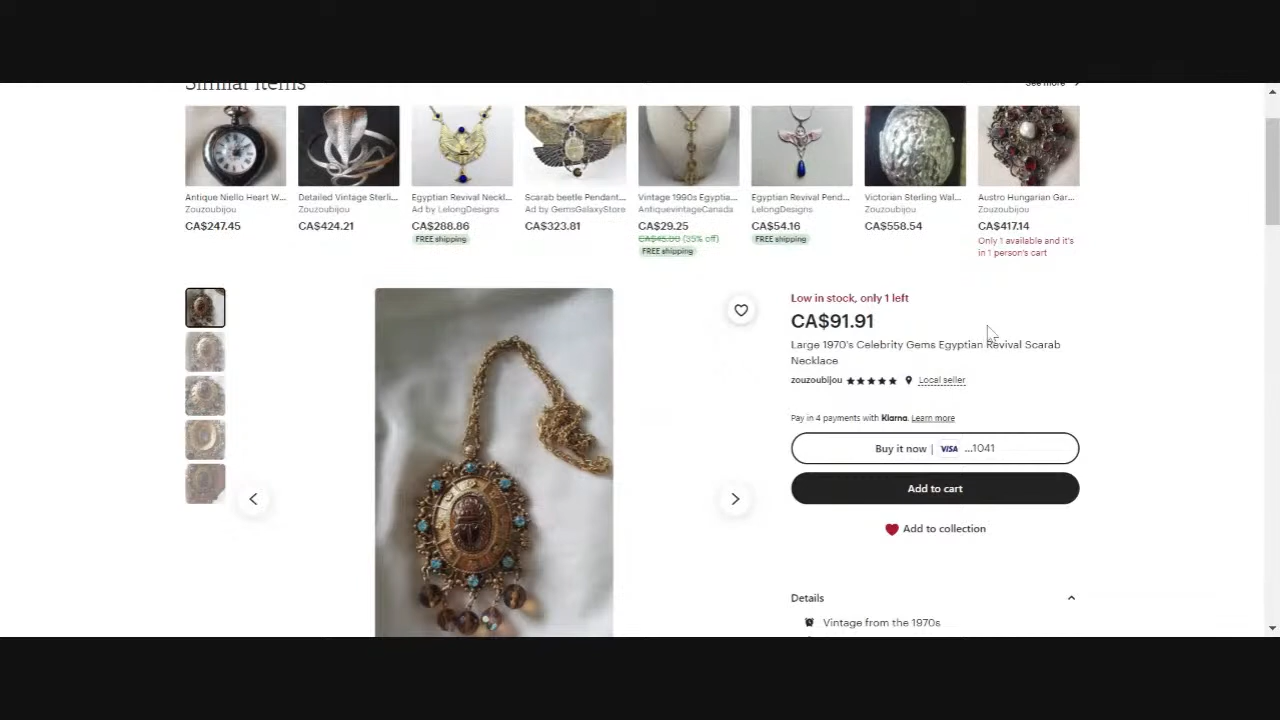 Similar items
See more
Antique Niello Heart W...
Zouzoubijou
CA$247.45
Detailed Vintage Sterli...
Zouzoubijou
CA$424.21
Egyptian Revival Neckl...
Ad by LelongDesigns
CA$288.86
FREE shipping
Scarab beetle Pendant...
Ad by GemsGalaxyStore
CA$323.81
Vintage 1990s Egyptia...
AntiquevintageCanada
CA$29.25
CA$45.00 (35% off)
FREE shipping
Egyptian Revival Pend...
LelongDesigns
CA$54.16
FREE shipping
Victorian Sterling Wal...
Zouzoubijou
CA$558.54
Austro Hungarian Gar...
Zouzoubijou
CA$417.14
Only 1 available and it's
in 1 person's cart
Low in stock, only 1 left
CA$91.91
Large 1970's Celebrity Gems Egyptian Revival Scarab
Necklace
zouzoubijou ★★★★★ Local seller
Pay in 4 payments with Klarna. Learn more
Buy it now | VISA ...1041
Add to cart
Add to collection
Details
Vintage from the 1970s